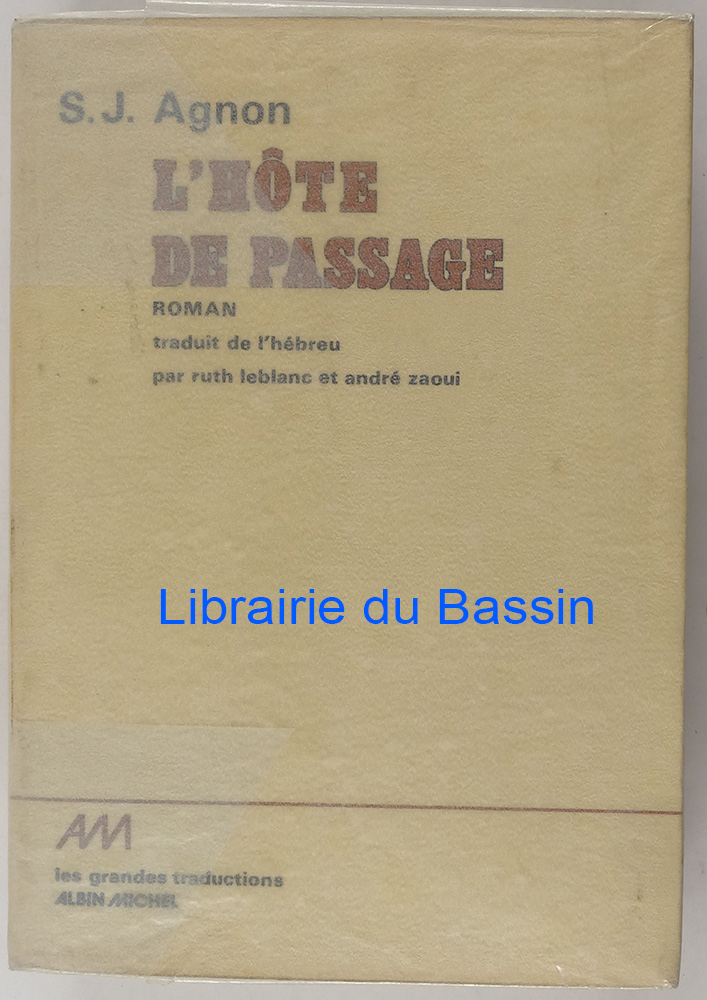 S.J. Agnon
L'HÔTE
DE PASSAGE
ROMAN
traduit de l'hébreu
par ruth leblanc et andré zaoui
Librairie du Bassin
AM
les grandes traductions
ALBIN MICHEL